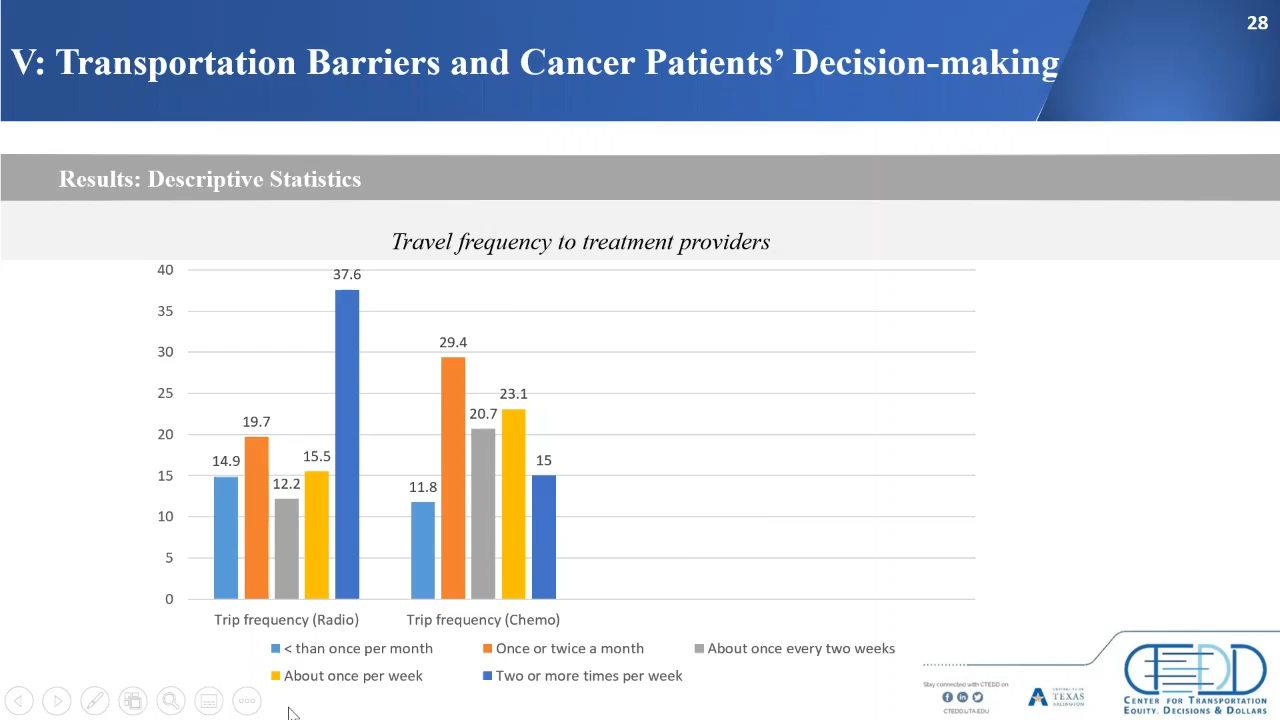 28
V: Transportation Barriers and Cancer Patients' Decision-making
Results: Descriptive Statistics
Travel frequency to treatment providers
40
35
30
25
20
15
10
5
0
14.9
19.7
12.2
15.5
37.6
11.8
29.4
20.7
23.1
15
Trip frequency (Radio)
Trip frequency (Chemo)
< than once per month
Once or twice a month
About once every two weeks
About once per week
Two or more times per week
Stay connected with CTEDD on
CTEDD.UTA.EDU
UNIVERSITY OF
TEXAS
ARLINGTON
CTEDD
CENTER FOR TRANSPORTATION
EQUITY, DECISIONS & DOLLARS